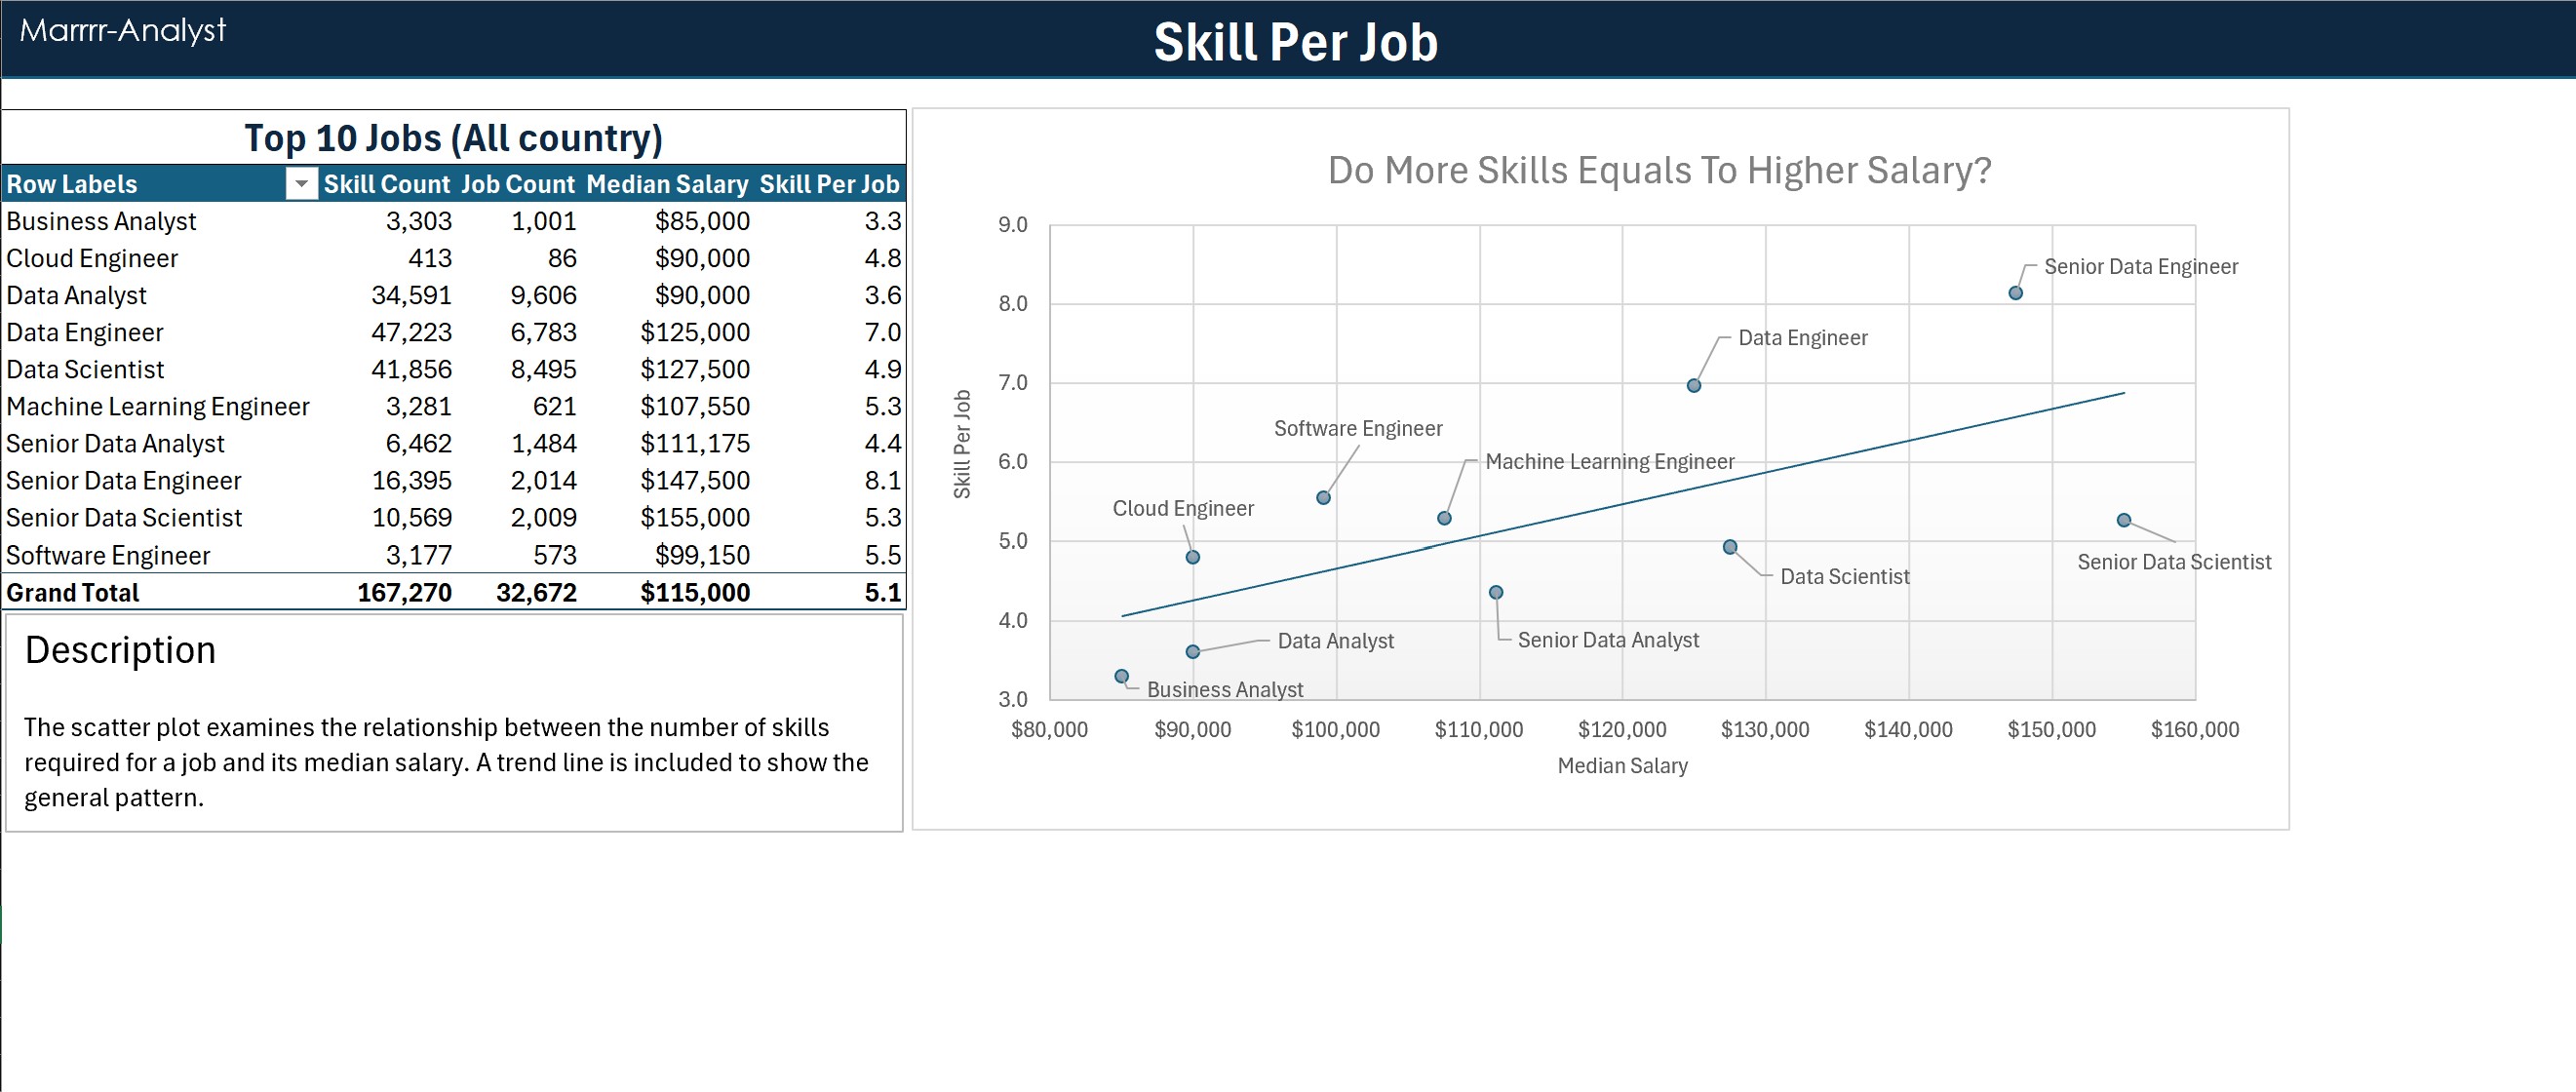 Marrrr-Analyst
Skill Per Job
Top 10 Jobs (All country)
Row Labels Skill Count Job Count Median Salary Skill Per Job
Business Analyst 3,303 1,001 $85,000 3.3
Cloud Engineer 413 86 $90,000 4.8
Data Analyst 34,591 9,606 $90,000 3.6
Data Engineer 47,223 6,783 $125,000 7.0
Data Scientist 41,856 8,495 $127,500 4.9
Machine Learning Engineer 3,281 621 $107,550 5.3
Senior Data Analyst 6,462 1,484 $111,175 4.4
Senior Data Engineer 16,395 2,014 $147,500 8.1
Senior Data Scientist 10,569 2,009 $155,000 5.3
Software Engineer 3,177 573 $99,150 5.5
Grand Total 167,270 32,672 $115,000 5.1
Description
The scatter plot examines the relationship between the number of skills
required for a job and its median salary. A trend line is included to show the
general pattern.
Do More Skills Equals To Higher Salary?
Skill Per Job
9.0
8.0
7.0
6.0
5.0
4.0
3.0
Senior Data Engineer
Data Engineer
Software Engineer
Machine Learning Engineer
Cloud Engineer
Senior Data Scientist
Data Scientist
Data Analyst
Senior Data Analyst
Business Analyst
$80,000 $90,000 $100,000 $110,000 $120,000 $130,000 $140,000 $150,000 $160,000
Median Salary